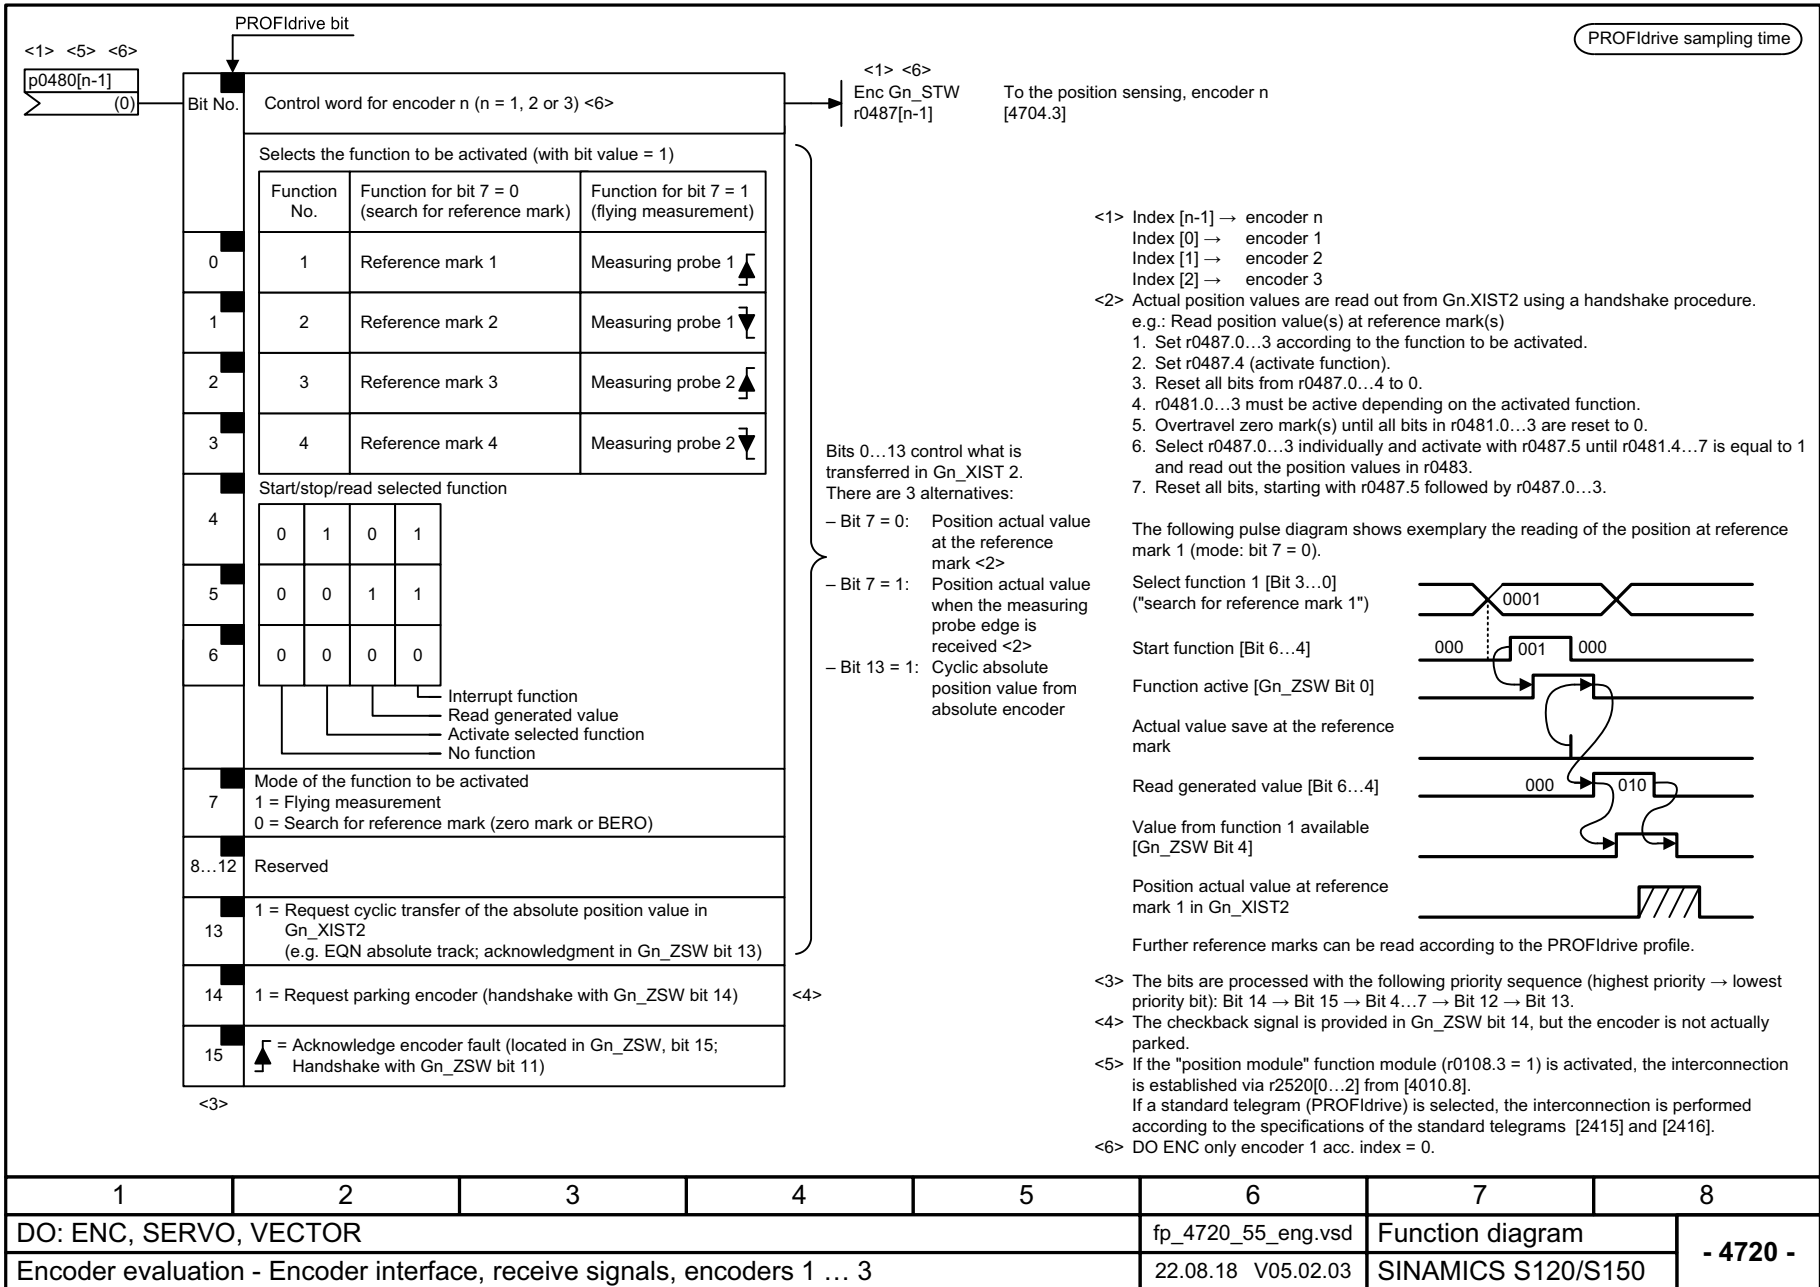 PROFIdrive bit
PROFIdrive sampling time
<1> <5> <6>
p0480[n-1]
(0)
Bit No.
Control word for encoder n (n = 1, 2 or 3) <6>
<1> <6>
Enc Gn_STW
r0487[n-1]
To the position sensing, encoder n
[4704.3]
Selects the function to be activated (with bit value = 1)
Function No.
Function for bit 7 = 0
(search for reference mark)
Function for bit 7 = 1
(flying measurement)
0 1 Reference mark 1 Measuring probe 1
1 2 Reference mark 2 Measuring probe 1
2 3 Reference mark 3 Measuring probe 2
3 4 Reference mark 4 Measuring probe 2
Start/stop/read selected function
4 0 1 0 1
5 0 0 1 1
6 0 0 0 0
Interrupt function
Read generated value
Activate selected function
No function
7
Mode of the function to be activated
1 = Flying measurement
0 = Search for reference mark (zero mark or BERO)
8…12 Reserved
13
1 = Request cyclic transfer of the absolute position value in
Gn_XIST2
(e.g. EQN absolute track; acknowledgment in Gn_ZSW bit 13)
14 1 = Request parking encoder (handshake with Gn_ZSW bit 14) <4>
15
= Acknowledge encoder fault (located in Gn_ZSW, bit 15;
Handshake with Gn_ZSW bit 11)
<3>
Bits 0…13 control what is
transferred in Gn_XIST 2.
There are 3 alternatives:
– Bit 7 = 0: Position actual value
at the reference
mark <2>
– Bit 7 = 1: Position actual value
when the measuring
probe edge is
received <2>
– Bit 13 = 1: Cyclic absolute
position value from
absolute encoder
<1> Index [n-1] → encoder n
Index [0] → encoder 1
Index [1] → encoder 2
Index [2] → encoder 3
<2> Actual position values are read out from Gn.XIST2 using a handshake procedure.
e.g.: Read position value(s) at reference mark(s)
1. Set r0487.0…3 according to the function to be activated.
2. Set r0487.4 (activate function).
3. Reset all bits from r0487.0…4 to 0.
4. r0481.0…3 must be active depending on the activated function.
5. Overtravel zero mark(s) until all bits in r0481.0…3 are reset to 0.
6. Select r0487.0…3 individually and activate with r0487.5 until r0481.4…7 is equal to 1
and read out the position values in r0483.
7. Reset all bits, starting with r0487.5 followed by r0487.0…3.
The following pulse diagram shows exemplary the reading of the position at reference
mark 1 (mode: bit 7 = 0).
Select function 1 [Bit 3…0]
("search for reference mark 1")
0001
Start function [Bit 6…4]
000 001 000
Function active [Gn_ZSW Bit 0]
Actual value save at the reference
mark
Read generated value [Bit 6…4]
000 010
Value from function 1 available
[Gn_ZSW Bit 4]
Position actual value at reference
mark 1 in Gn_XIST2
Further reference marks can be read according to the PROFIdrive profile.
<3> The bits are processed with the following priority sequence (highest priority → lowest
priority bit): Bit 14 → Bit 15 → Bit 4…7 → Bit 12 → Bit 13.
<4> The checkback signal is provided in Gn_ZSW bit 14, but the encoder is not actually
parked.
<5> If the "position module" function module (r0108.3 = 1) is activated, the interconnection
is established via r2520[0…2] from [4010.8].
If a standard telegram (PROFIdrive) is selected, the interconnection is performed
according to the specifications of the standard telegrams [2415] and [2416].
<6> DO ENC only encoder 1 acc. index = 0.
1 2 3 4 5 6 7 8
DO: ENC, SERVO, VECTOR
fp_4720_55_eng.vsd
Function diagram
- 4720 -
Encoder evaluation - Encoder interface, receive signals, encoders 1 … 3
22.08.18 V05.02.03
SINAMICS S120/S150